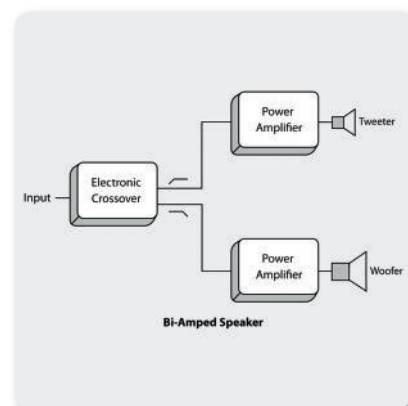 Power
Amplifier
Tweeter
Electronic
Crossover
Input
Power
Amplifier
Woofer
Bi-Amped Speaker